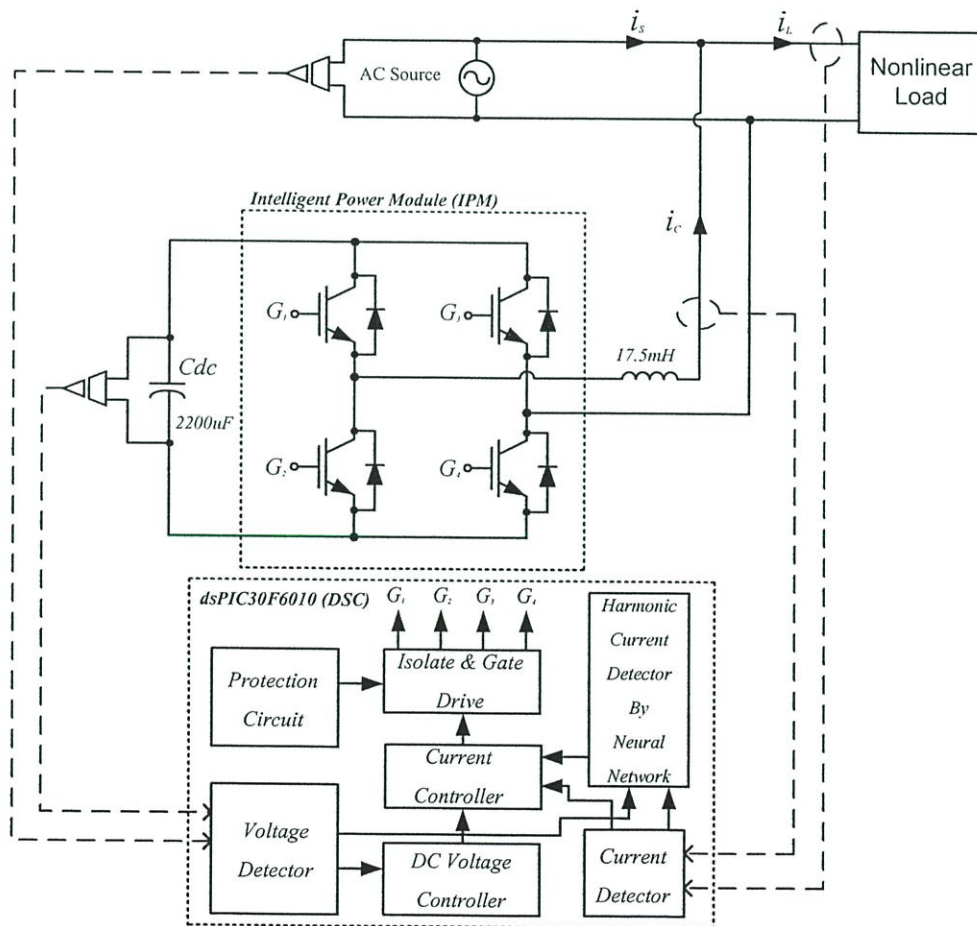 i_S
i_L
AC Source
Nonlinear
Load
Intelligent Power Module (IPM)
i_C
G_1
G_3
17.5mH
Cdc
2200uF
G_2
G_4
dsPIC30F6010 (DSC)
G_1 G_2 G_3 G_4
Harmonic
Current
Detector
By
Neural
Network
Isolate & Gate
Drive
Protection
Circuit
Current
Controller
Voltage
Detector
DC Voltage
Controller
Current
Detector